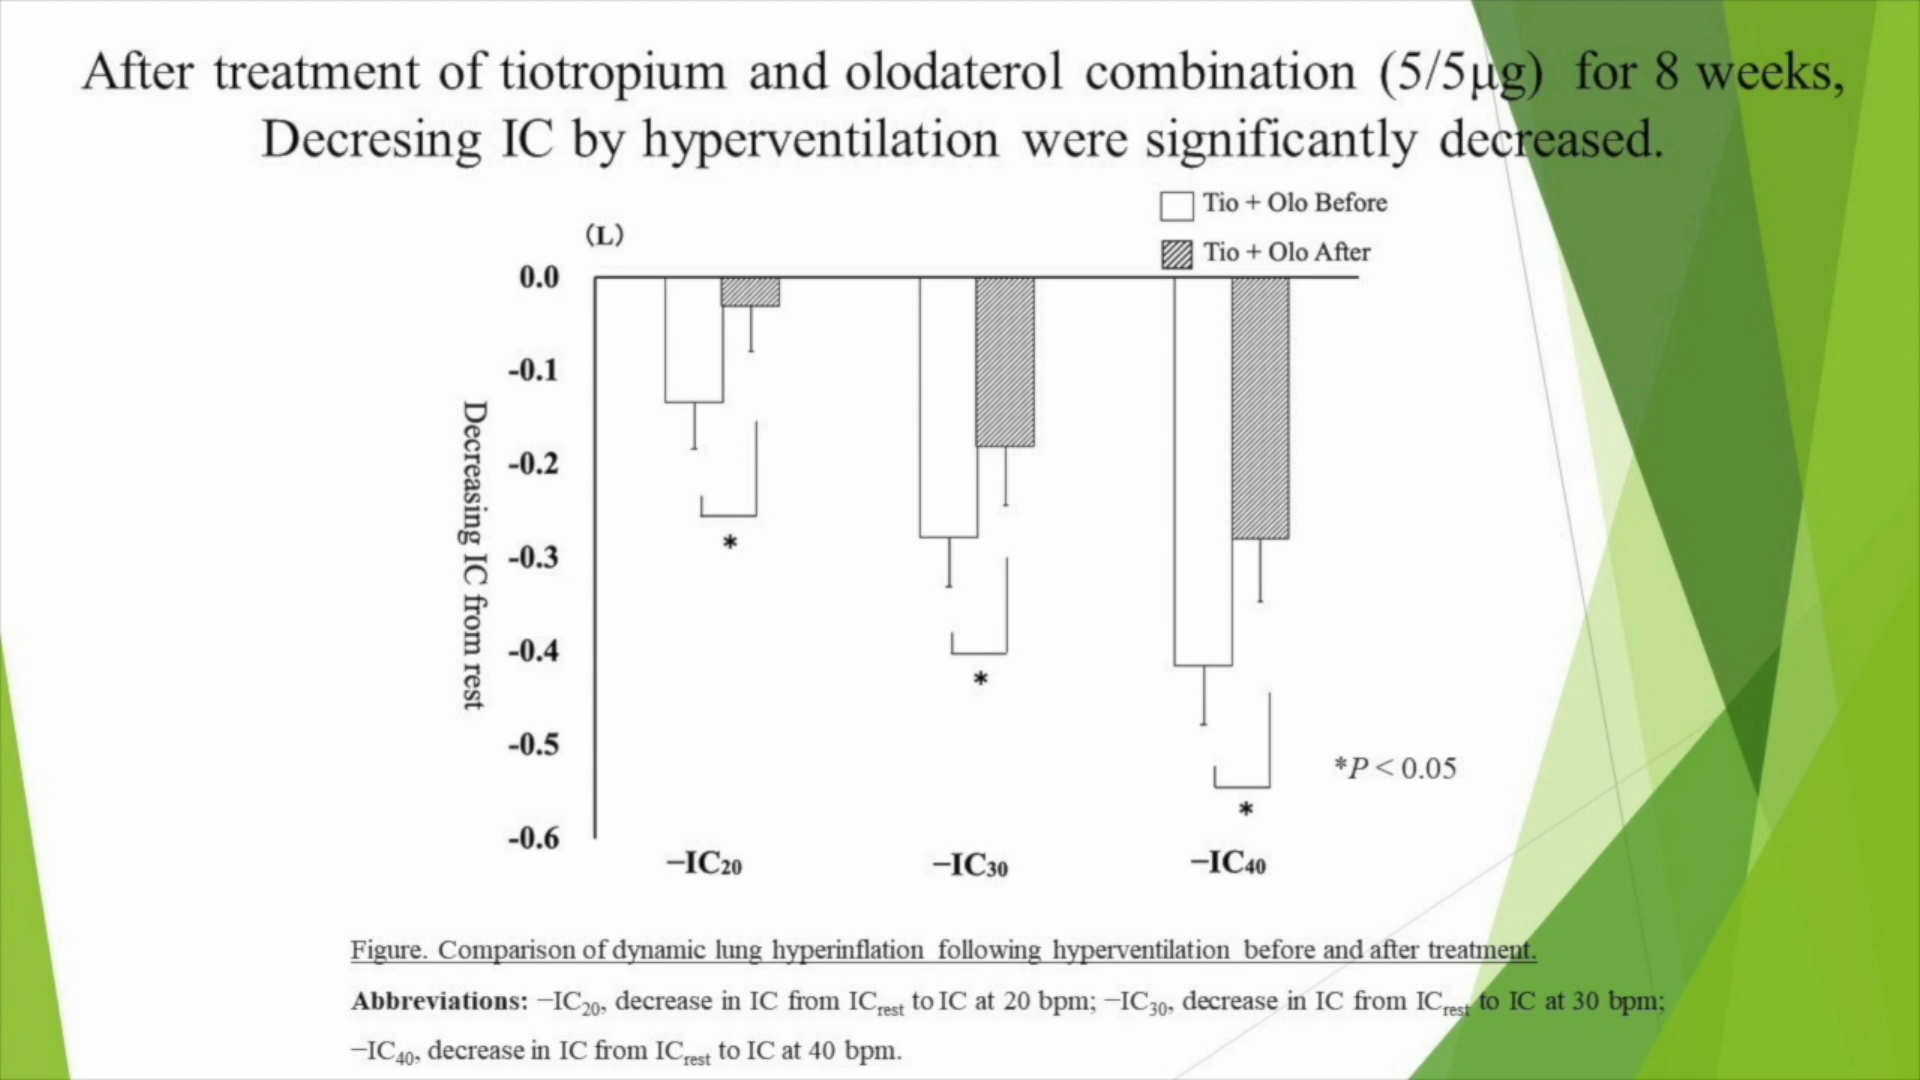 After treatment of tiotropium and olodaterol combination (5/5μg) for 8 weeks,
Decresing IC by hyperventilation were significantly decreased.
Tio + Olo Before
Tio + Olo After
(L)
0.0
-0.1
-0.2
-0.3
-0.4
-0.5
-0.6
Decreasing IC from rest
*
*
*
*P < 0.05
−IC20
−IC30
−IC40
Figure. Comparison of dynamic lung hyperinflation following hyperventilation before and after treatment.
Abbreviations: −IC20, decrease in IC from ICrest to IC at 20 bpm; −IC30, decrease in IC from ICrest to IC at 30 bpm;
−IC40, decrease in IC from ICrest to IC at 40 bpm.